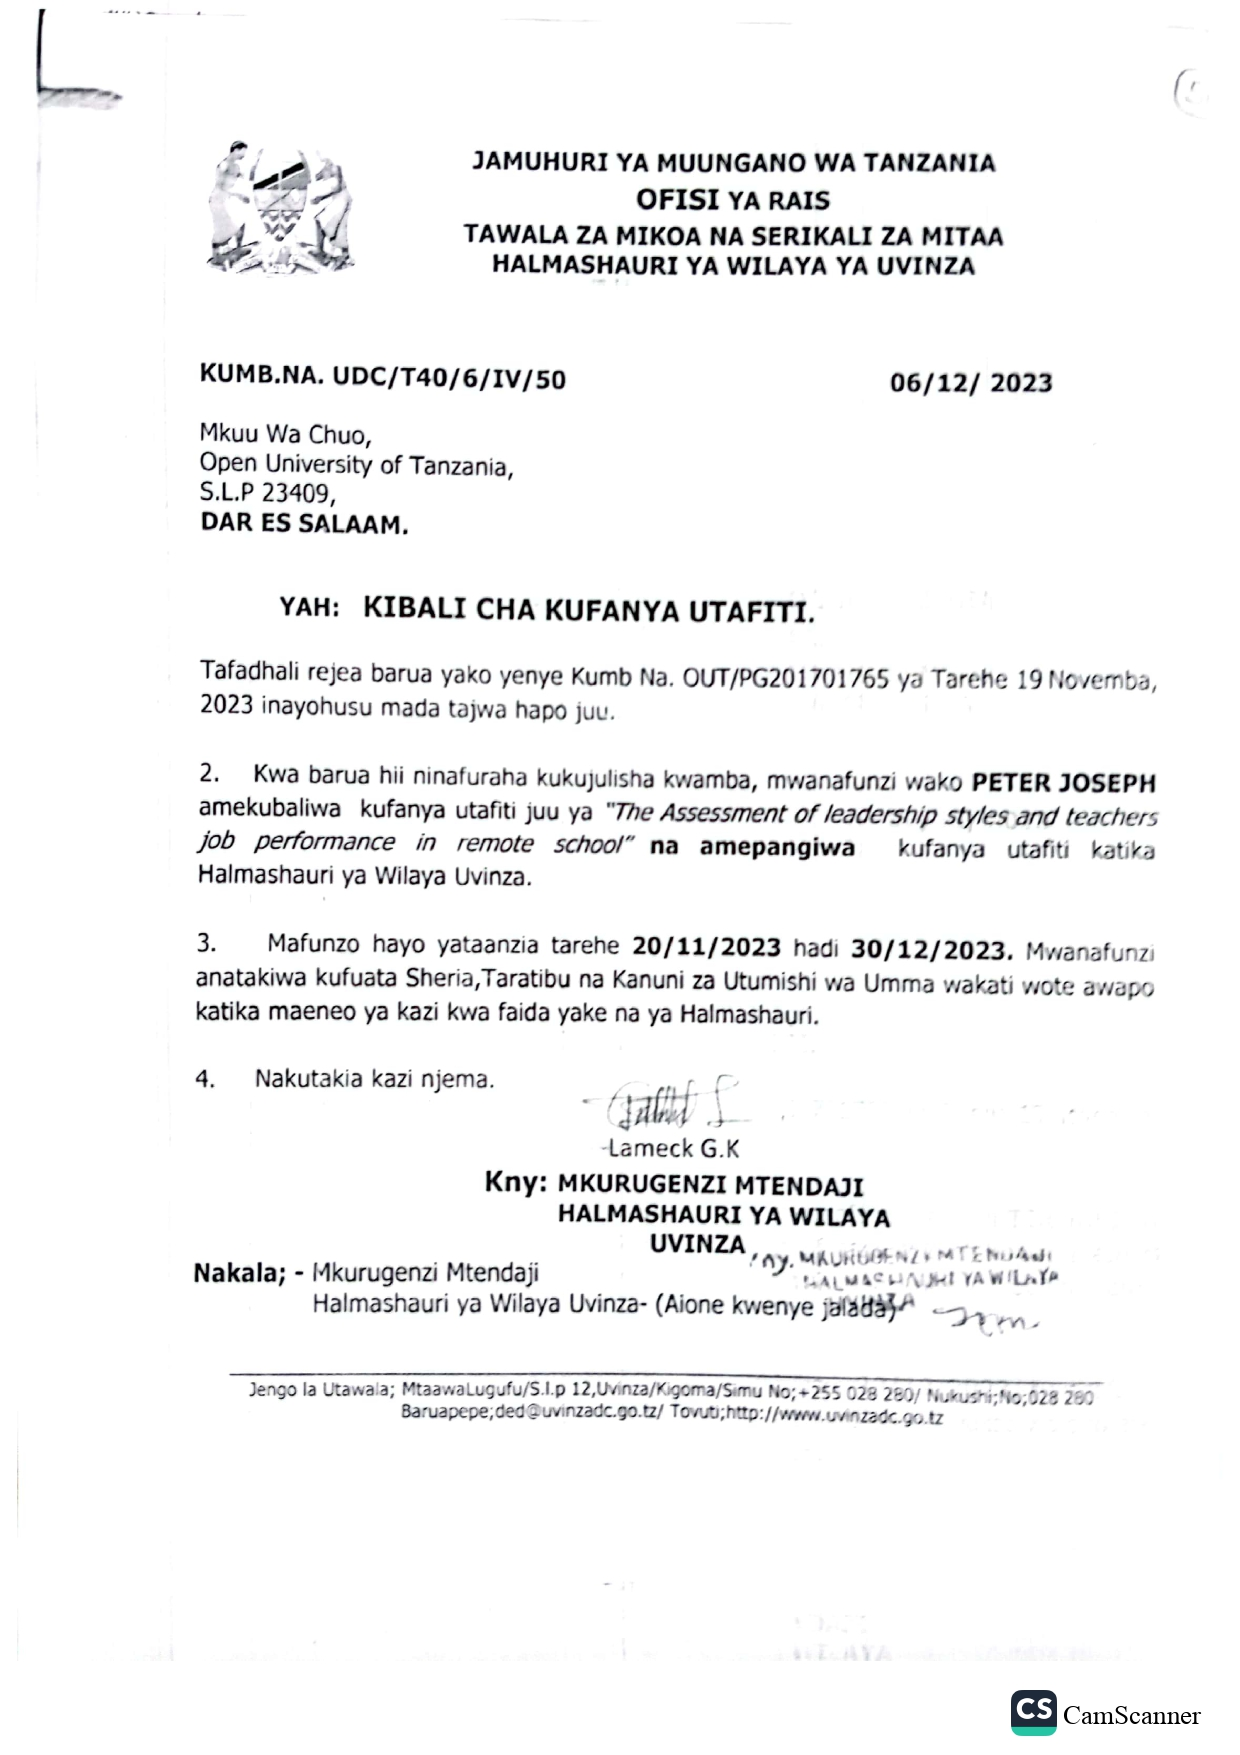 JAMUHURI YA MUUNGANO WA TANZANIA
OFISI YA RAIS
TAWALA ZA MIKOA NA SERIKALI ZA MITAA
HALMASHAURI YA WILAYA YA UVINZA
KUMB.NA. UDC/T40/6/IV/50 06/12/ 2023
Mkuu Wa Chuo,
Open University of Tanzania,
S.L.P 23409,
DAR ES SALAAM.
YAH: KIBALI CHA KUFANYA UTAFITI.
Tafadhali rejea barua yako yenye Kumb Na. OUT/PG201701765 ya Tarehe 19 Novemba,
2023 inayohusu mada tajwa hapo juu.
2. Kwa barua hii ninafuraha kukujulisha kwamba, mwanafunzi wako PETER JOSEPH
amekubaliwa kufanya utafiti juu ya "The Assessment of leadership styles and teachers
job performance in remote school" na amepangiwa kufanya utafiti katika
Halmashauri ya Wilaya Uvinza.
3. Mafunzo hayo yataanzia tarehe 20/11/2023 hadi 30/12/2023. Mwanafunzi
anatakiwa kufuata Sheria,Taratibu na Kanuni za Utumishi wa Umma wakati wote awapo
katika maeneo ya kazi kwa faida yake na ya Halmashauri.
4. Nakutakia kazi njema.
Lameck G.K
Kny: MKURUGENZI MTENDAJI
HALMASHAURI YA WILAYA
UVINZA
ny. MKURUGENZI MTENDAJI
HALMASHAURI YA WILAYA
UVINZA
Nakala; - Mkurugenzi Mtendaji
Halmashauri ya Wilaya Uvinza- (Aione kwenye jalada)
Jengo la Utawala; MtaawaLugufu/S.l.p 12,Uvinza/Kigoma/Simu No;+255 028 280/ Nukushi;No;028 280
Baruapepe;ded@uvinzadc.go.tz/ Tovuti;http://www.uvinzadc.go.tz
CS CamScanner